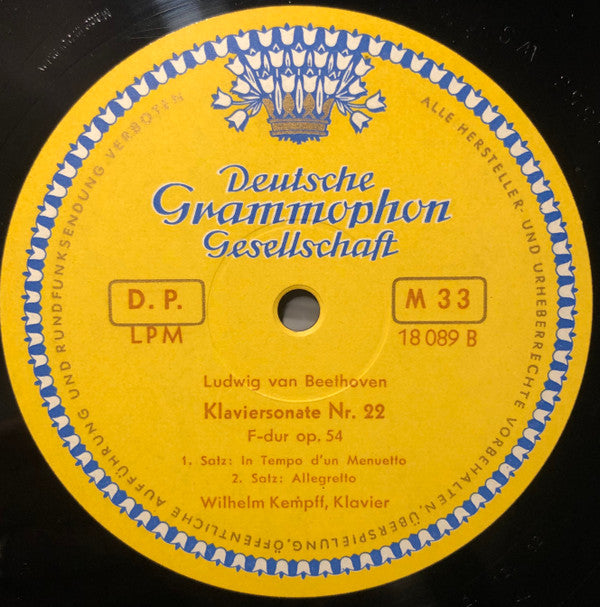 Deutsche
Grammophon
Gesellschaft
D. P.
LPM
M 33
18 089 B
Ludwig van Beethoven
Klaviersonate Nr. 22
F-dur op. 54
1. Satz: In Tempo d'un Menuetto
2. Satz: Allegretto
Wilhelm Kempff, Klavier
ALLE HERSTELLER- UND URHEBERRECHTE VORBEHALTEN. ÜBERSPIELUNG, ÖFFENTLICHE AUFFÜHRUNG UND RUNDFUNKSENDUNG VERBOTEN